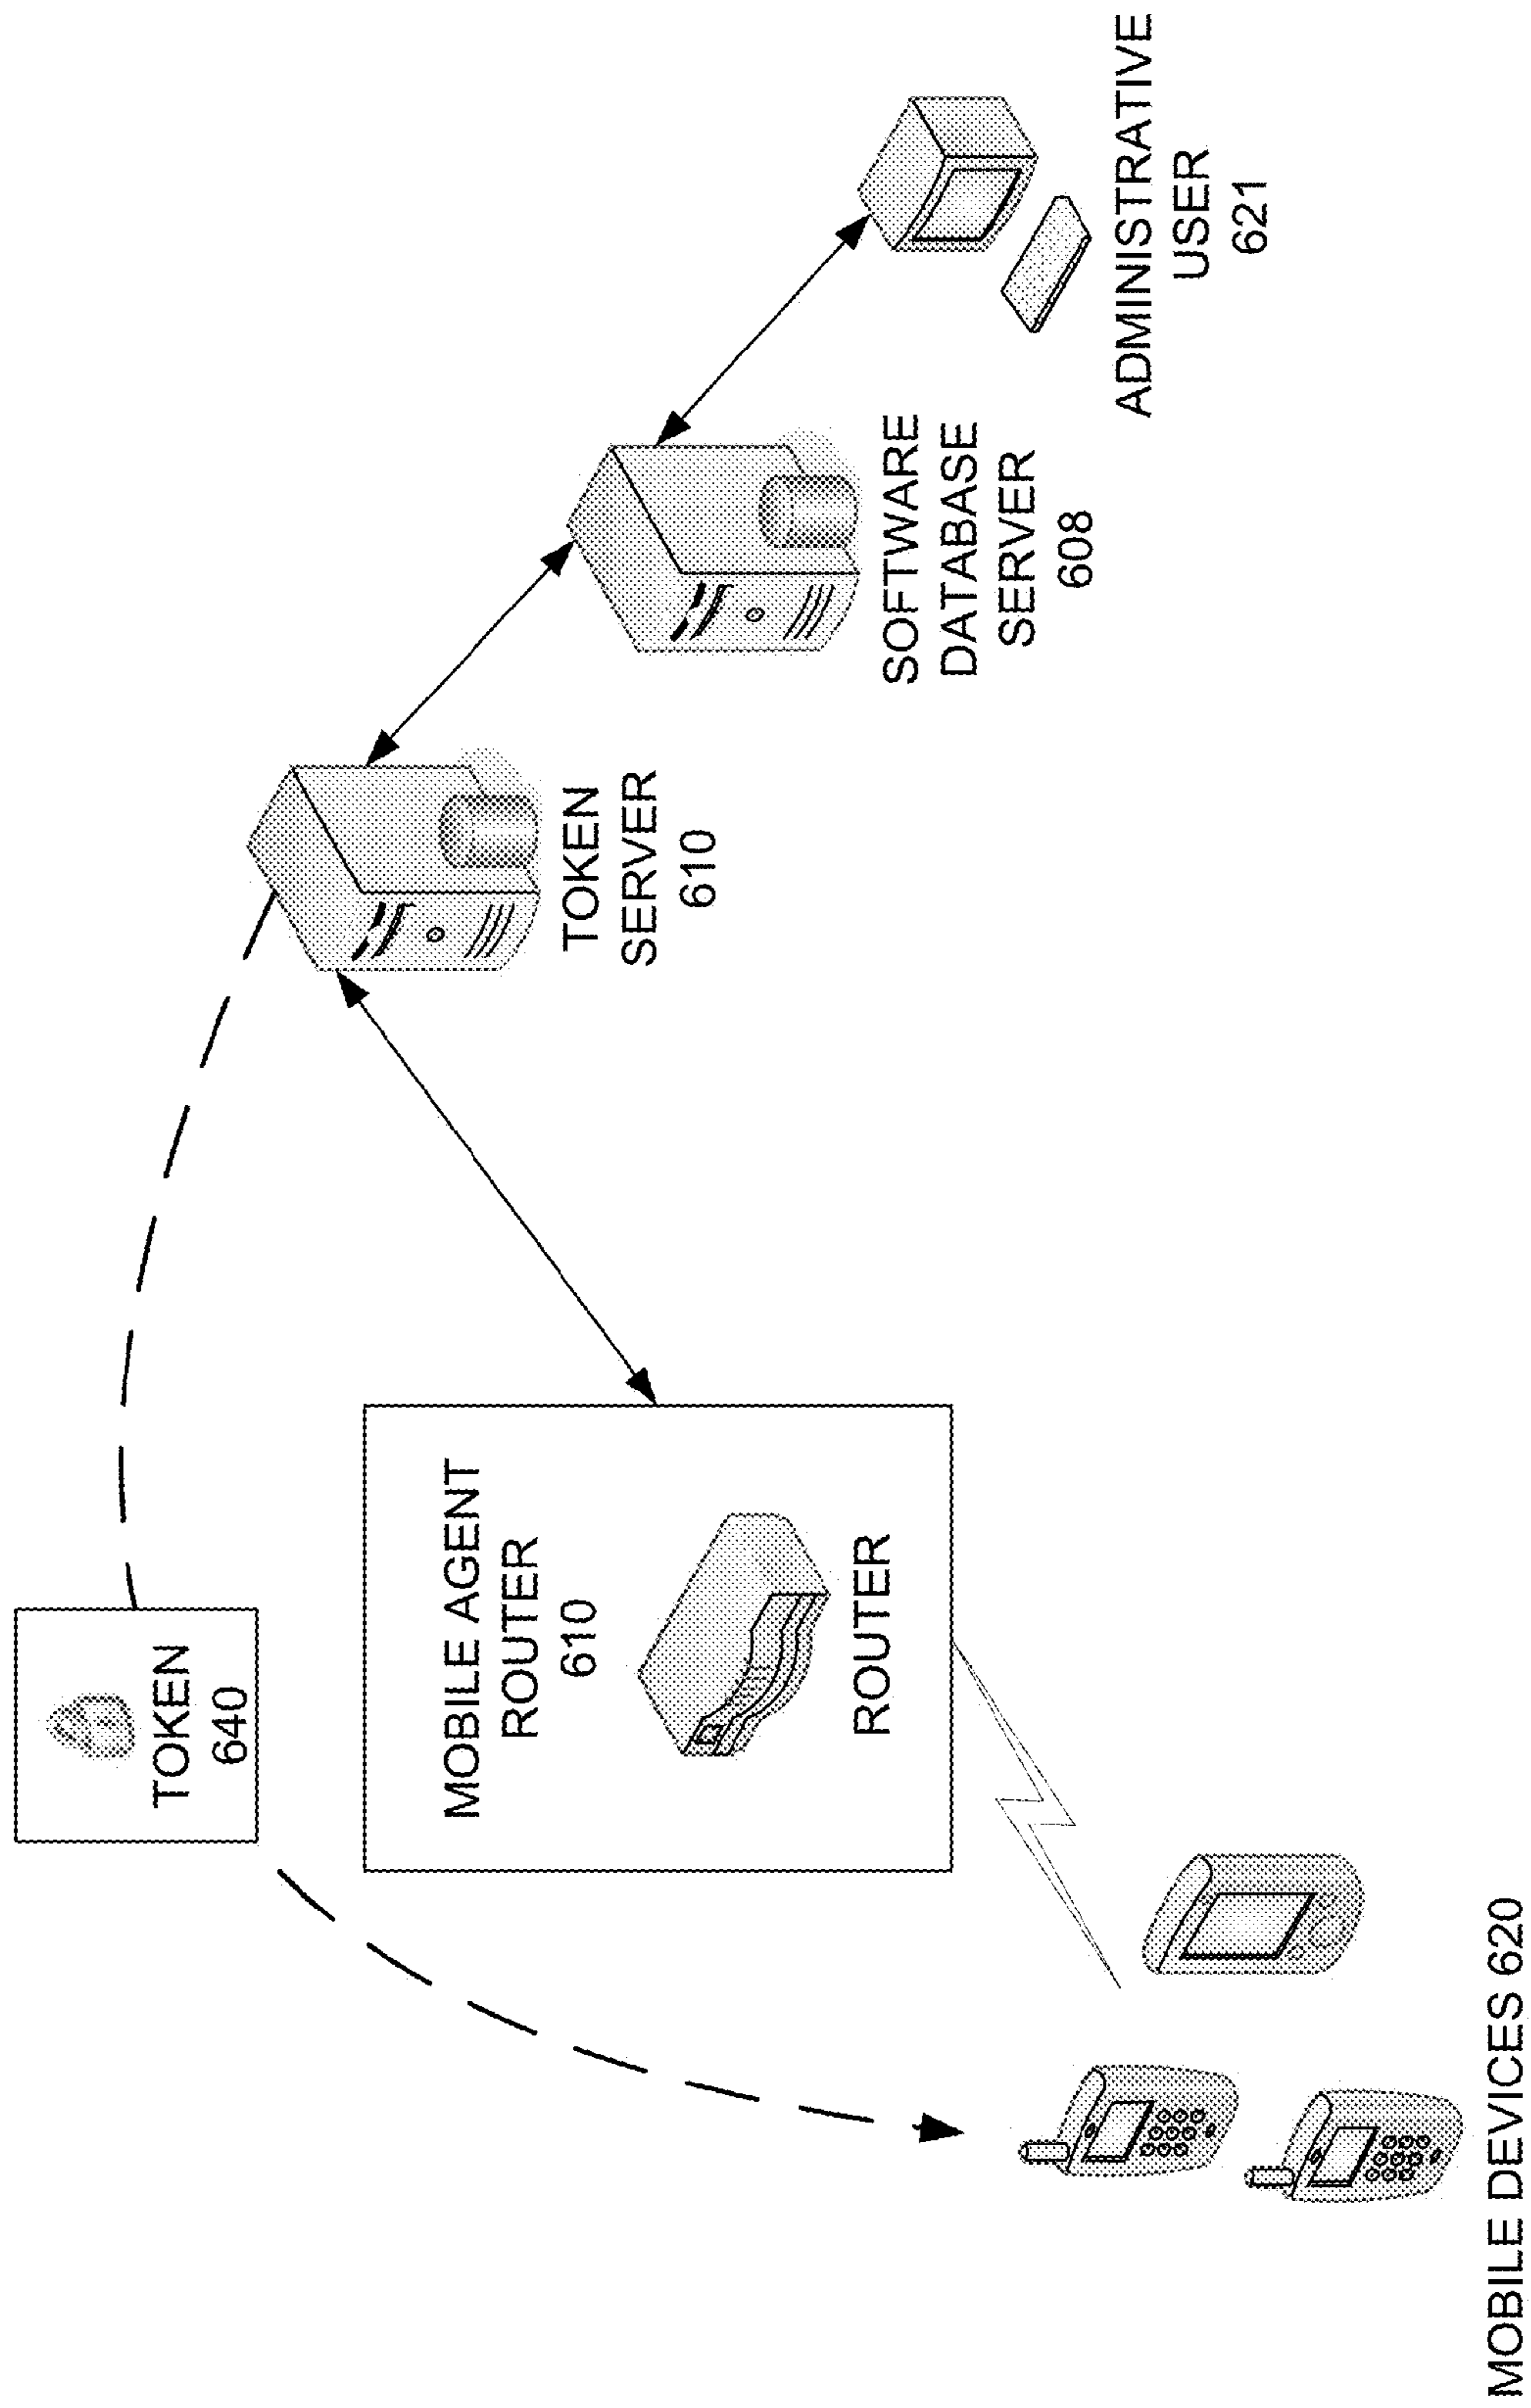 TOKEN
640
MOBILE AGENT
ROUTER
610
ROUTER
MOBILE DEVICES 620
TOKEN
SERVER
610
SOFTWARE
DATABASE
SERVER
608
ADMINISTRATIVE
USER
621